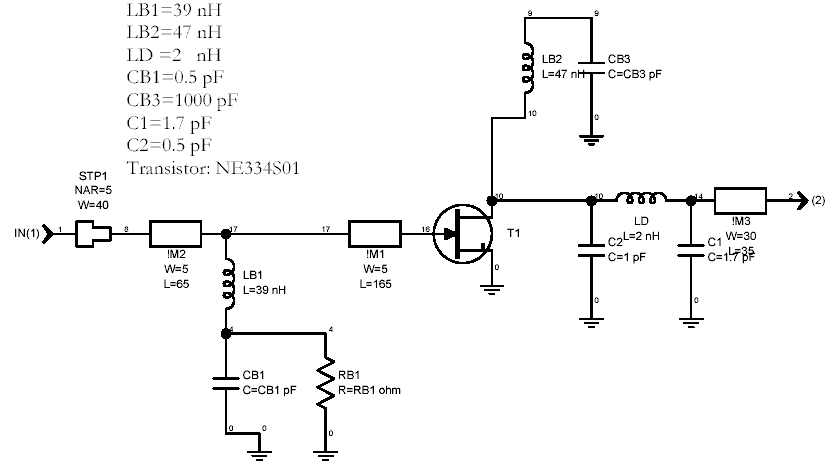 LB1=39 nH
LB2=47 nH
LD =2 nH
CB1=0.5 pF
CB3=1000 pF
C1=1.7 pF
C2=0.5 pF
Transistor: NE334S01
9
9
LB2
L=47 nH
CB3
C=CB3 pF
10
0
STP1
NAR=5
W=40
IN(1)
1
8
!M2
W=5
L=65
17
17
!M1
W=5
L=165
16
T1
0
10
10
LD
L=2 nH
14
!M3
W=30
L=35
2
(2)
C2
C=1 pF
0
C1
C=1.7 pF
0
LB1
L=39 nH
4
4
CB1
C=CB1 pF
RB1
R=RB1 ohm
0
0
0